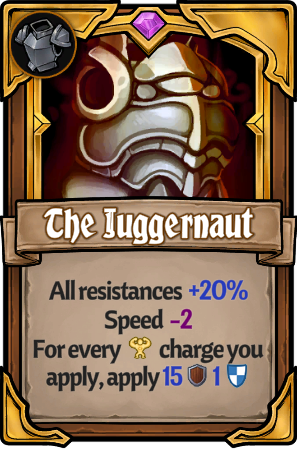 The Juggernaut
All resistances +20%
Speed -2
For every charge you
apply, apply 15 1